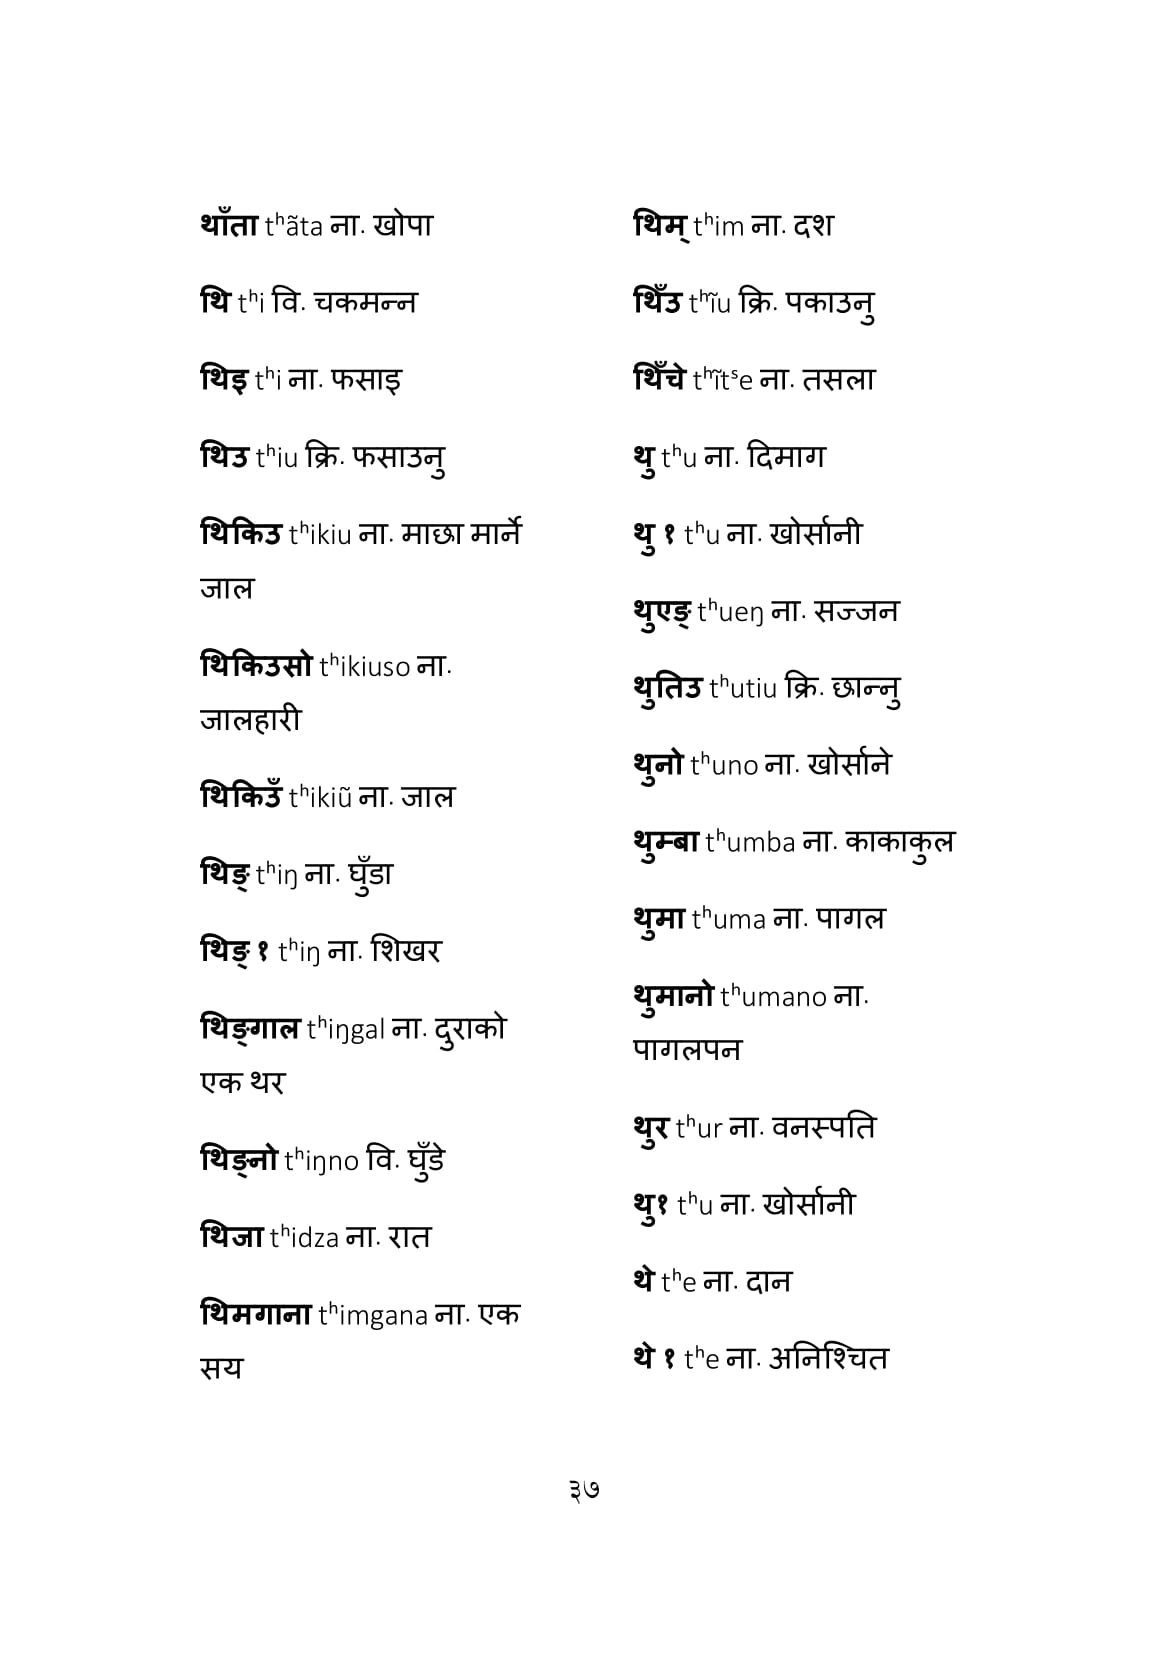 थाँता tʰãta ना. खोपा
थि tʰi वि. चकमन्न
थिइ tʰi ना. फसाइ
थिउ tʰiu क्रि. फसाउनु
थिकिउ tʰikiu ना. माछा मार्ने
जाल
थिकिउसो tʰikiuso ना.
जालहारी
थिकिउँ tʰikiũ ना. जाल
थिङ् tʰiŋ ना. घुँडा
थिङ् १ tʰiŋ ना. शिखर
थिङ्गाल tʰiŋgal ना. दुराको
एक थर
थिङ्नो tʰiŋno वि. घुँडे
थिजा tʰidza ना. रात
थिमगाना tʰimgana ना. एक
सय
थिम् tʰim ना. दश
थिँउ tʰĩu क्रि. पकाउनु
थिँचे tʰĩtˢe ना. तसला
थु tʰu ना. दिमाग
थु १ tʰu ना. खोर्सानी
थुएङ् tʰueŋ ना. सज्जन
थुतिउ tʰutiu क्रि. छान्नु
थुनो tʰuno ना. खोर्साने
थुम्बा tʰumba ना. काकाकुल
थुमा tʰuma ना. पागल
थुमानो tʰumano ना.
पागलपन
थुर tʰur ना. वनस्पति
थु१ tʰu ना. खोर्सानी
थे tʰe ना. दान
थे १ tʰe ना. अनिश्चित
३७